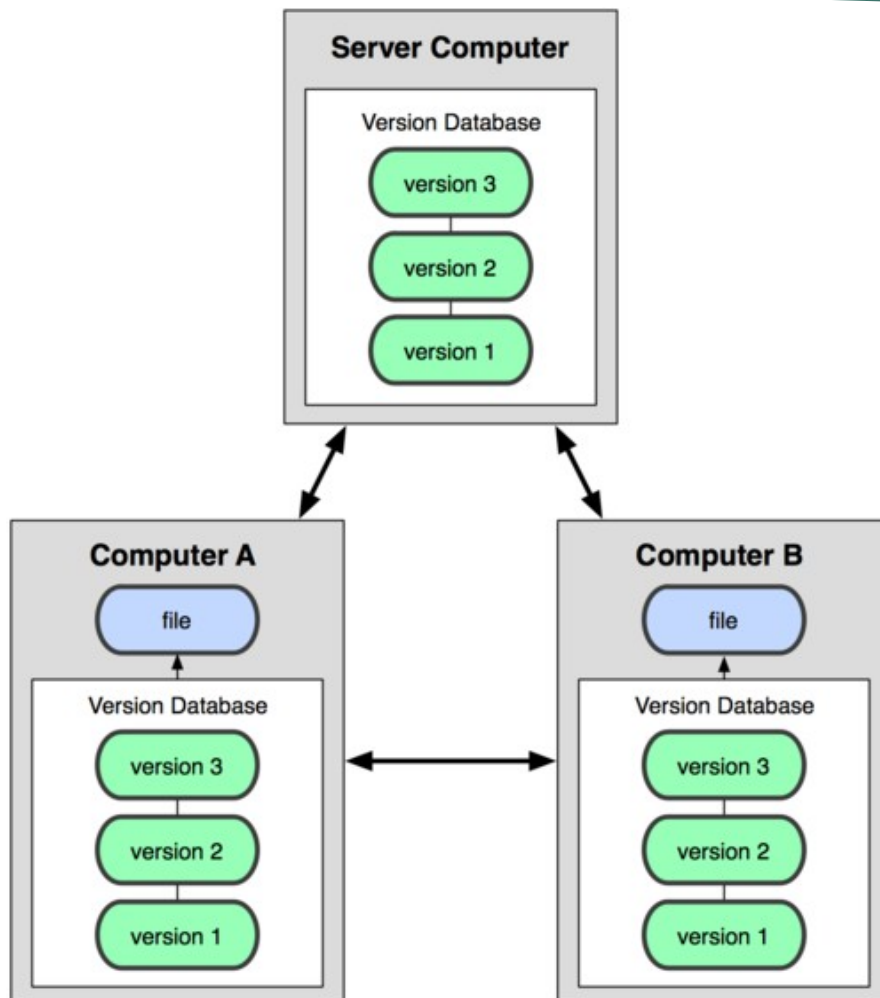 Server Computer
Version Database
version 3
version 2
version 1
Computer A
file
Version Database
version 3
version 2
version 1
Computer B
file
Version Database
version 3
version 2
version 1